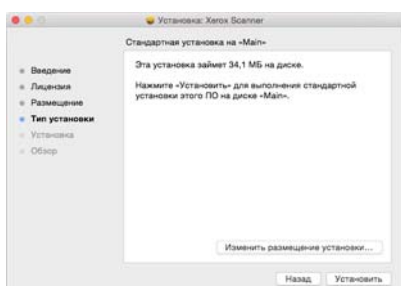 Установка: Xerox Scanner
Стандартная установка на «Main»
Введение
Лицензия
Размещение
Тип установки
Установка
Обзор
Эта установка займет 34,1 МБ на диске.
Нажмите «Установить» для выполнения стандартной
установки этого ПО на диске «Main».
Изменить размещение установки...
Назад
Установить